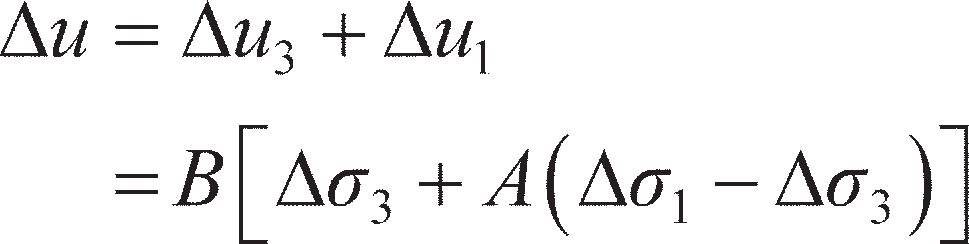 Δu = Δu₃ + Δu₁
= B[Δσ₃ + A(Δσ₁ − Δσ₃)]